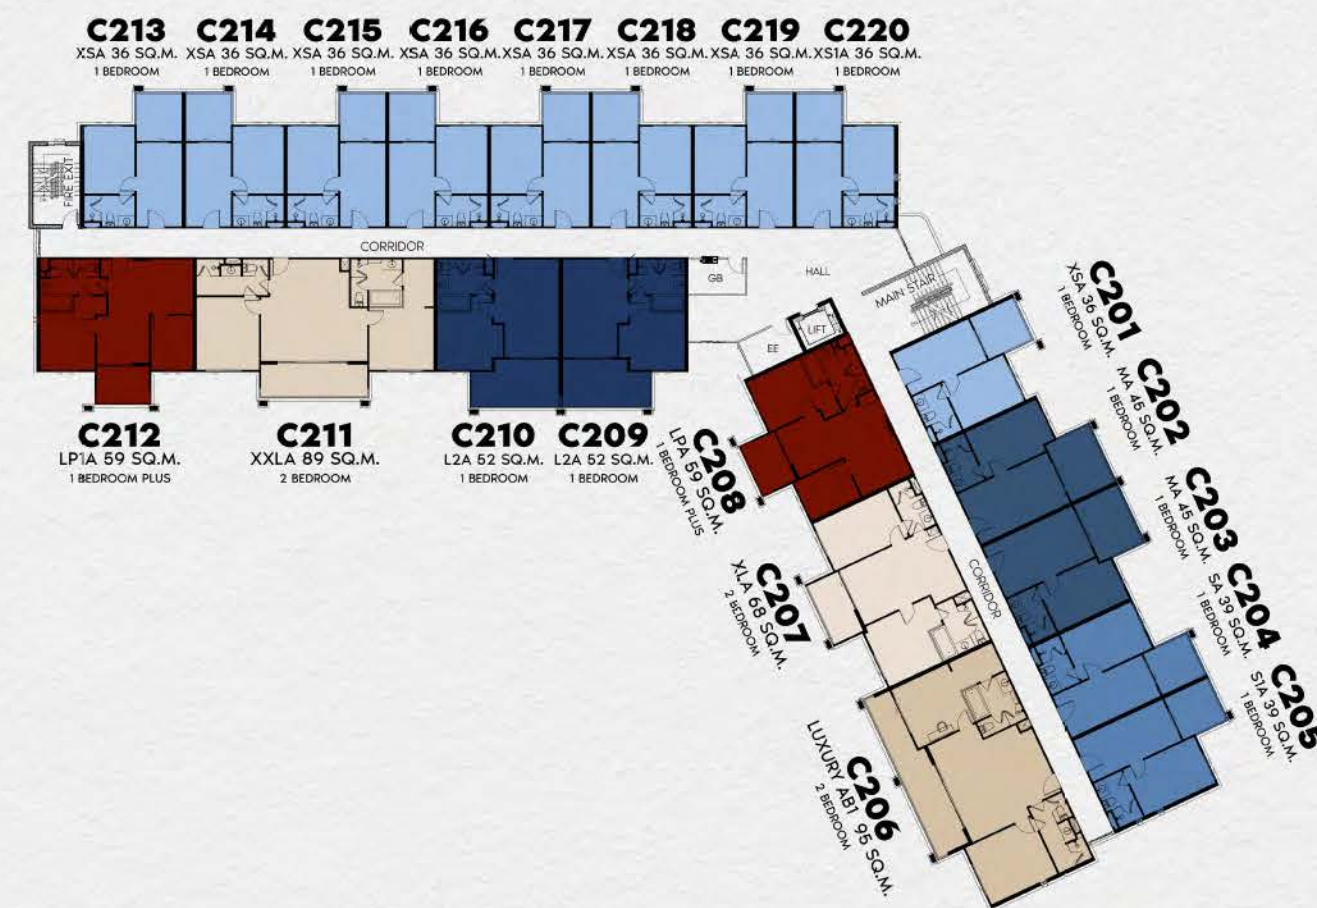 C213
XSA 36 SQ.M.
1 BEDROOM
C214
XSA 36 SQ.M.
1 BEDROOM
C215
XSA 36 SQ.M.
1 BEDROOM
C216
XSA 36 SQ.M.
1 BEDROOM
C217
XSA 36 SQ.M.
1 BEDROOM
C218
XSA 36 SQ.M.
1 BEDROOM
C219
XSA 36 SQ.M.
1 BEDROOM
C220
XS1A 36 SQ.M.
1 BEDROOM
FIRE EXIT
CORRIDOR
GB
HALL
MAIN STAIR
LIFT
EE
C212
LP1A 59 SQ.M.
1 BEDROOM PLUS
C211
XXLA 89 SQ.M.
2 BEDROOM
C210
L2A 52 SQ.M.
1 BEDROOM
C209
L2A 52 SQ.M.
1 BEDROOM
C208
LPA 59 SQ.M.
1 BEDROOM PLUS
C207
XLA 68 SQ.M.
2 BEDROOM
C206
LUXURY AB1 95 SQ.M.
2 BEDROOM
CORRIDOR
C201
XSA 36 SQ.M.
1 BEDROOM
C202
MA 45 SQ.M.
1 BEDROOM
C203
MA 45 SQ.M.
1 BEDROOM
C204
SA 39 SQ.M.
1 BEDROOM
C205
S1A 39 SQ.M.
1 BEDROOM